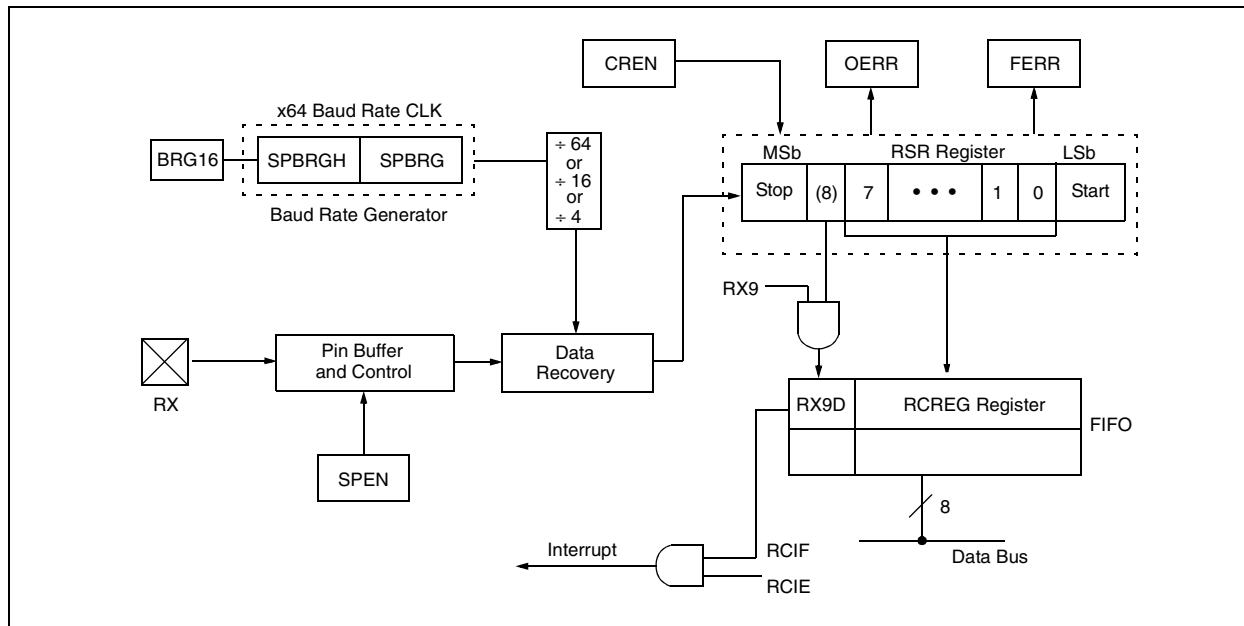 CREN
OERR
FERR
x64 Baud Rate CLK
BRG16
SPBRGH
SPBRG
Baud Rate Generator
÷ 64
or
÷ 16
or
÷ 4
MSb
RSR Register
LSb
Stop
(8)
7
• • •
1
0
Start
RX9
RX
Pin Buffer
and Control
Data
Recovery
SPEN
RX9D
RCREG Register
FIFO
8
Data Bus
Interrupt
RCIF
RCIE